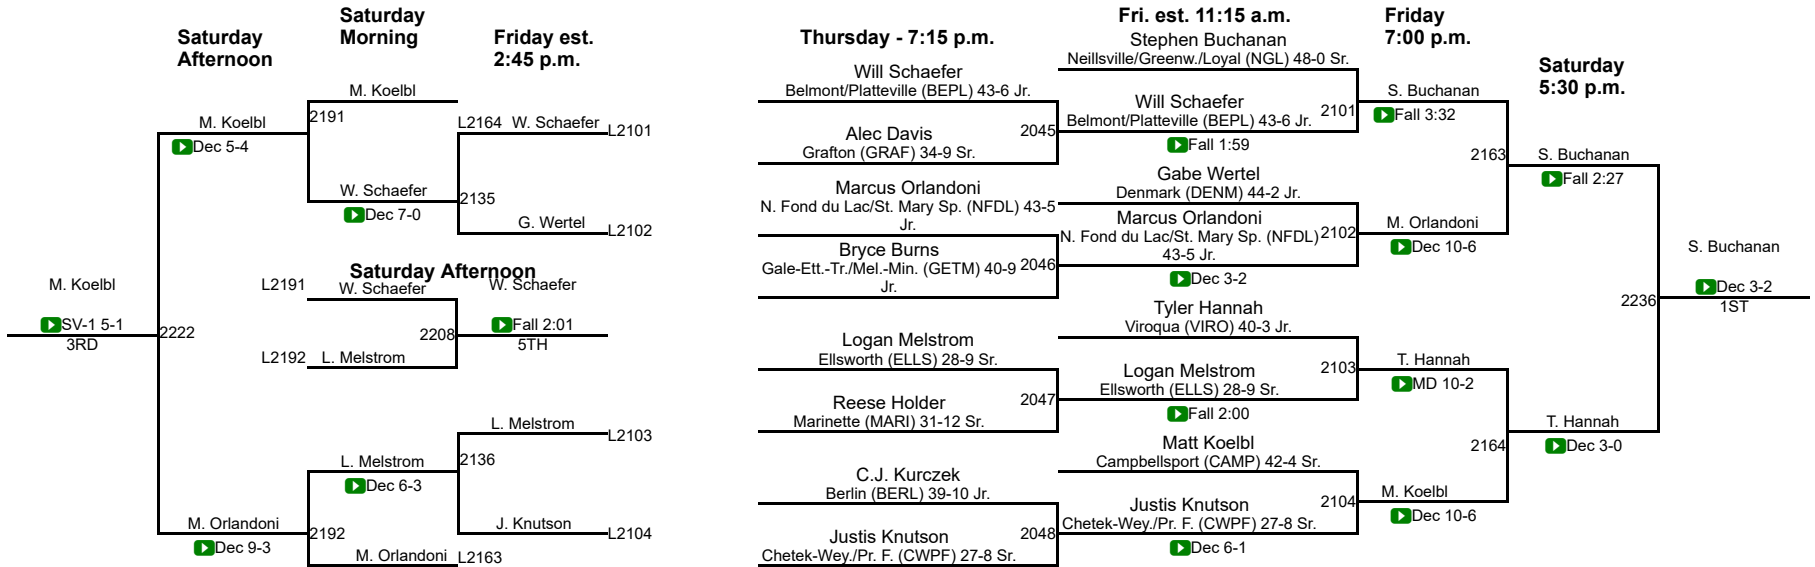 Saturday
Afternoon
M. Koelbl
Dec 5-4
M. Koelbl
SV-1 5-1
3RD
2222
M. Orlandoni
Dec 9-3
Saturday
Morning
M. Koelbl
2191
W. Schaefer
Dec 7-0
Saturday Afternoon
L2191
W. Schaefer
L2192
L. Melstrom
2208
W. Schaefer
Fall 2:01
5TH
L. Melstrom
Dec 6-3
2192
M. Orlandoni
L2163
Friday est.
2:45 p.m.
L2164
W. Schaefer
L2101
2135
G. Wertel
L2102
L. Melstrom
L2103
2136
J. Knutson
L2104
Thursday - 7:15 p.m.
Will Schaefer
Belmont/Platteville (BEPL) 43-6 Jr.
2045
Alec Davis
Grafton (GRAF) 34-9 Sr.
Marcus Orlandoni
N. Fond du Lac/St. Mary Sp. (NFDL) 43-5
Jr.
2046
Bryce Burns
Gale-Ett.-Tr./Mel.-Min. (GETM) 40-9
Jr.
Logan Melstrom
Ellsworth (ELLS) 28-9 Sr.
2047
Reese Holder
Marinette (MARI) 31-12 Sr.
C.J. Kurczek
Berlin (BERL) 39-10 Jr.
2048
Justis Knutson
Chetek-Wey./Pr. F. (CWPF) 27-8 Sr.
Fri. est. 11:15 a.m.
Stephen Buchanan
Neillsville/Greenw./Loyal (NGL) 48-0 Sr.
2101
Will Schaefer
Belmont/Platteville (BEPL) 43-6 Jr.
Fall 1:59
Gabe Wertel
Denmark (DENM) 44-2 Jr.
2102
Marcus Orlandoni
N. Fond du Lac/St. Mary Sp. (NFDL)
43-5 Jr.
Dec 3-2
Tyler Hannah
Viroqua (VIRO) 40-3 Jr.
2103
Logan Melstrom
Ellsworth (ELLS) 28-9 Sr.
Fall 2:00
Matt Koelbl
Campbellsport (CAMP) 42-4 Sr.
2104
Justis Knutson
Chetek-Wey./Pr. F. (CWPF) 27-8 Sr.
Dec 6-1
Friday
7:00 p.m.
S. Buchanan
Fall 3:32
2163
M. Orlandoni
Dec 10-6
T. Hannah
MD 10-2
2164
M. Koelbl
Dec 10-6
Saturday
5:30 p.m.
S. Buchanan
Fall 2:27
2236
T. Hannah
Dec 3-0
S. Buchanan
Dec 3-2
1ST